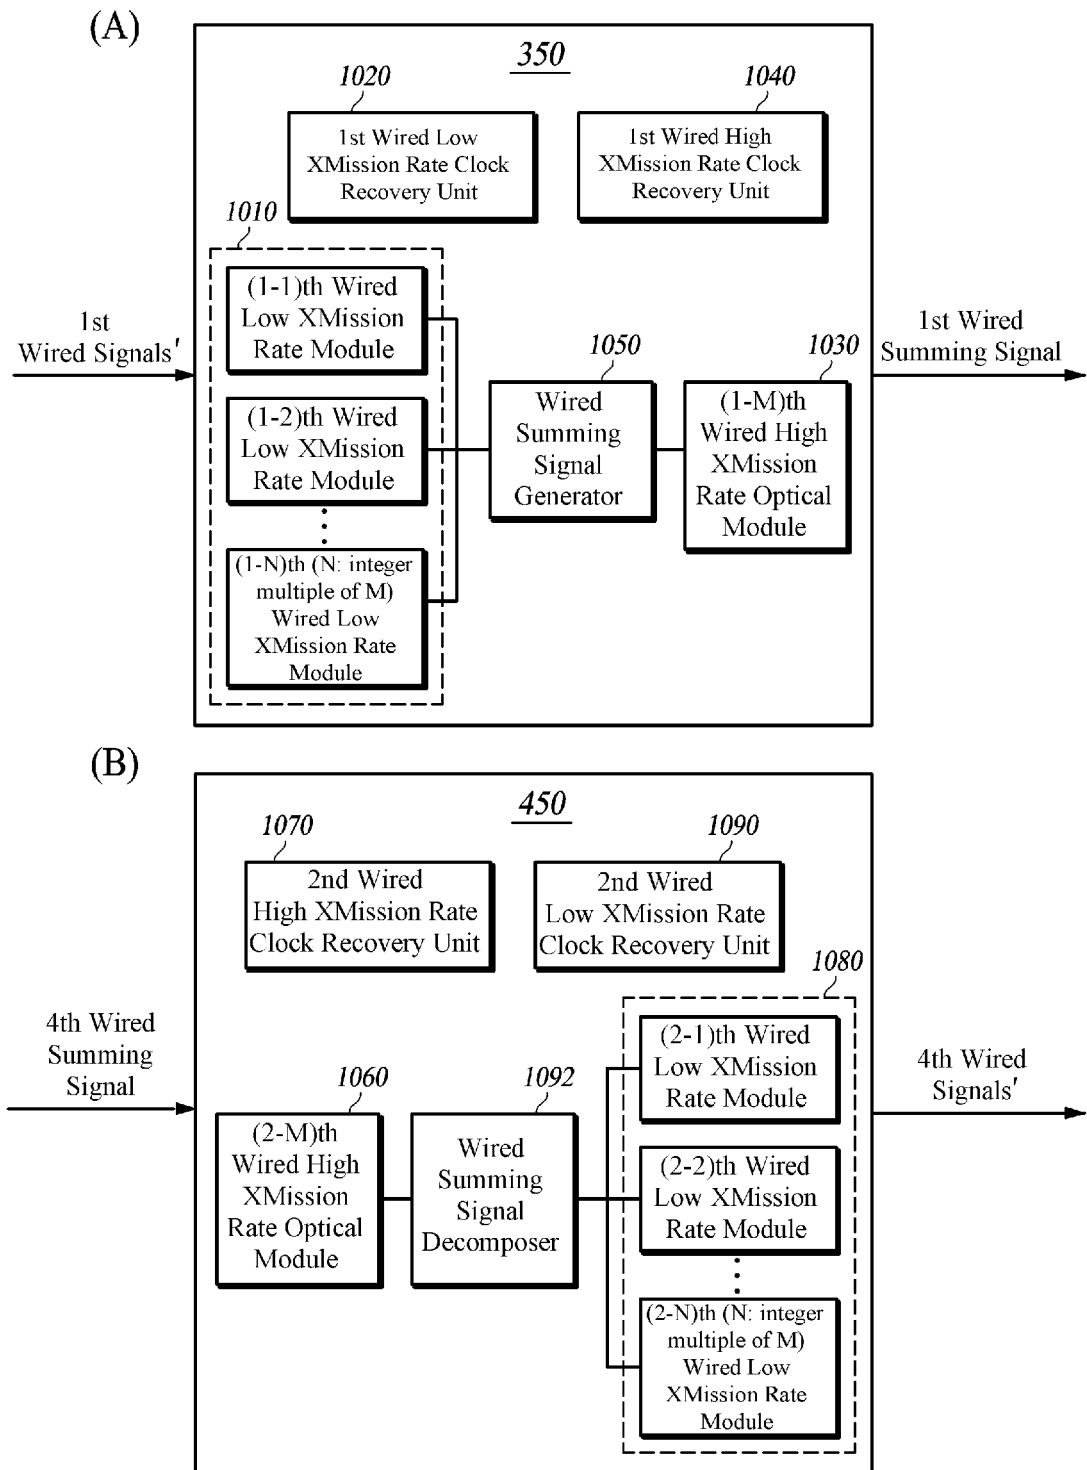 (A)
350
1020
1040
1st Wired Low
XMission Rate Clock
Recovery Unit
1st Wired High
XMission Rate Clock
Recovery Unit
1010
(1-1)th Wired
Low XMission
Rate Module
1st
Wired Signals′
(1-2)th Wired
Low XMission
Rate Module
(1-N)th (N: integer
multiple of M)
Wired Low
XMission Rate
Module
1050
Wired
Summing
Signal
Generator
1030
(1-M)th
Wired High
XMission
Rate Optical
Module
1st Wired
Summing Signal
(B)
450
1070
1090
2nd Wired
High XMission Rate
Clock Recovery Unit
2nd Wired
Low XMission Rate
Clock Recovery Unit
4th Wired
Summing
Signal
1060
(2-M)th
Wired High
XMission
Rate Optical
Module
1092
Wired
Summing
Signal
Decomposer
1080
(2-1)th Wired
Low XMission
Rate Module
(2-2)th Wired
Low XMission
Rate Module
(2-N)th (N: integer
multiple of M)
Wired Low
XMission Rate
Module
4th Wired
Signals′